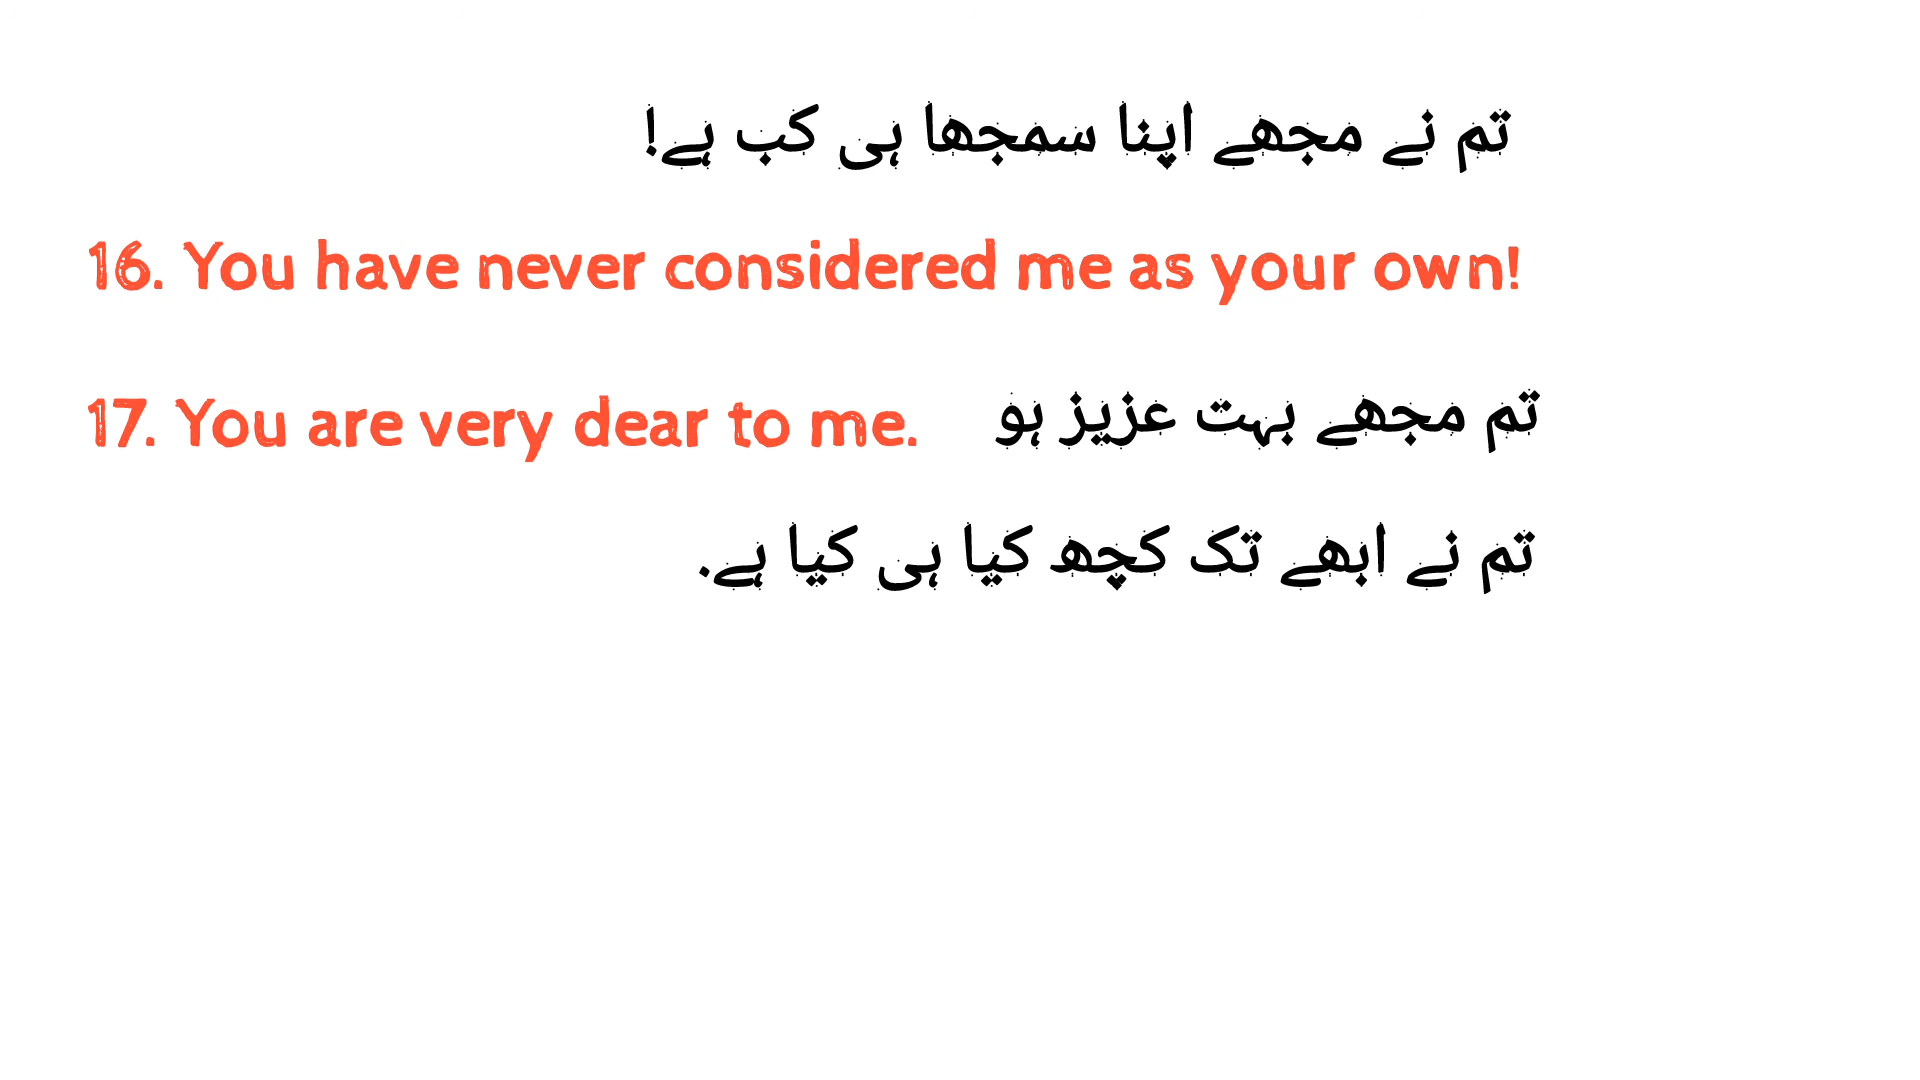 تم نے مجھے اپنا سمجھا ہی کب ہے!
16. You have never considered me as your own!
17. You are very dear to me. تم مجھے بہت عزیز ہو
تم نے ابھے تک کچھ کیا ہی کیا ہے.